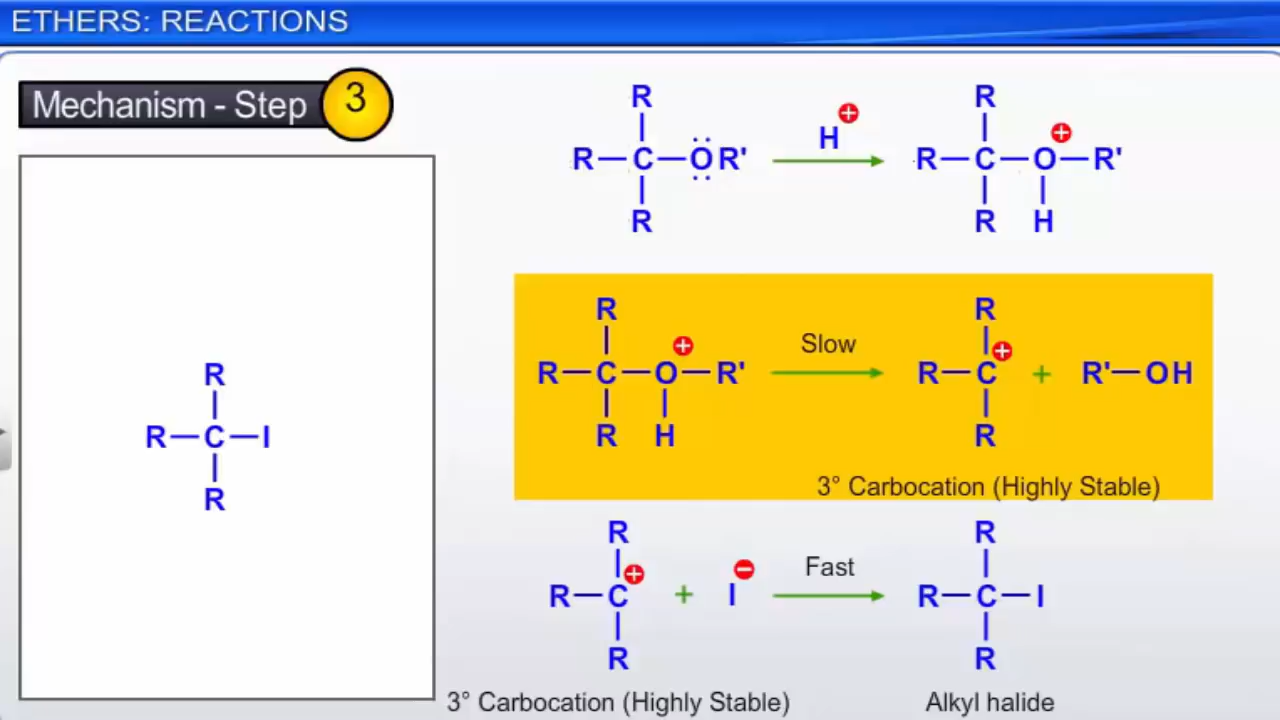 ETHERS: REACTIONS
Mechanism - Step 3
R
R—C—I
R
R
R—C—ÖR'
R
H⊕
R
R—C—O⊕—R'
R H
R
R—C—O⊕—R'
R H
Slow
R
R—C⊕ + R'—OH
R
3° Carbocation (Highly Stable)
R
R—C⊕ + I⊖
R
3° Carbocation (Highly Stable)
Fast
R
R—C—I
R
Alkyl halide